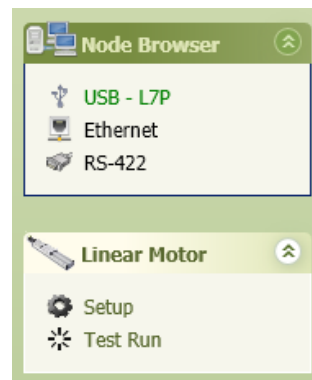 Node Browser
USB - L7P
Ethernet
RS-422
Linear Motor
Setup
Test Run